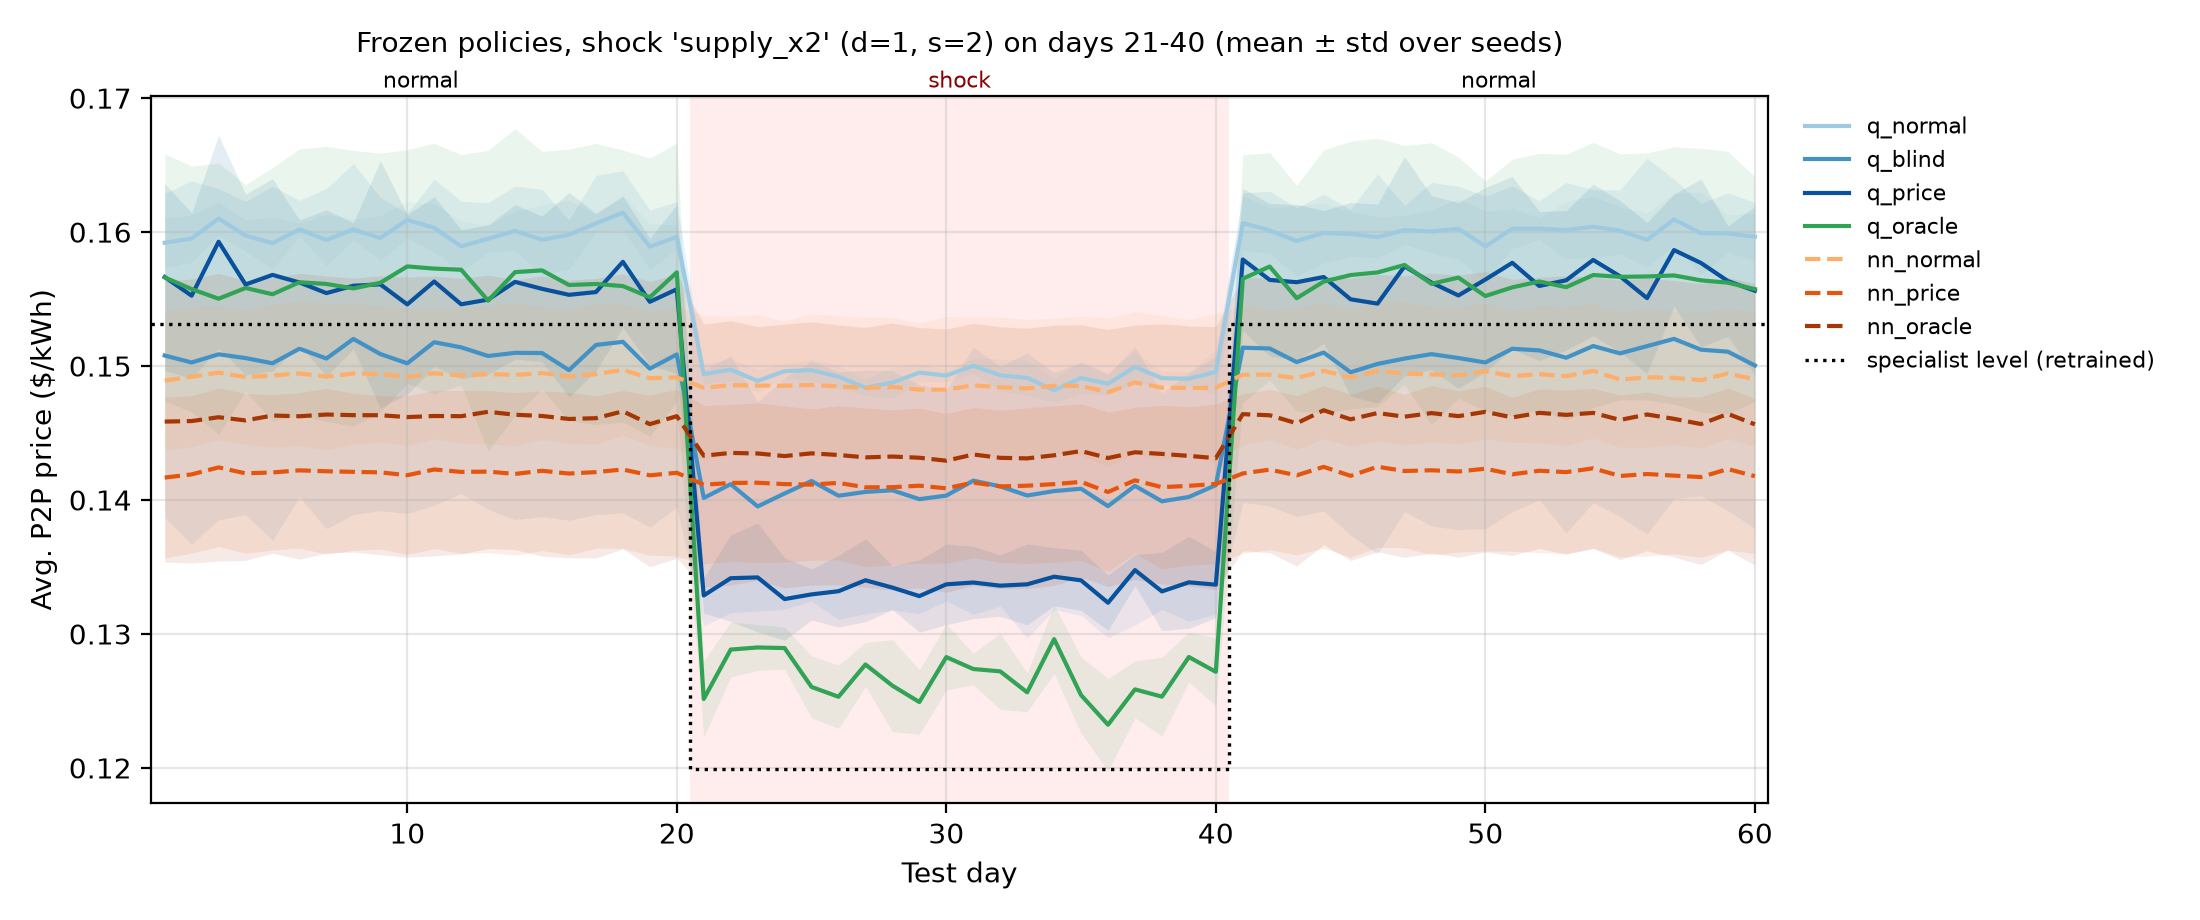 Frozen policies, shock 'supply_x2' (d=1, s=2) on days 21-40 (mean ± std over seeds)
normal shock normal
0.17
0.16
0.15
0.14
0.13
0.12
Avg. P2P price ($/kWh)
10 20 30 40 50 60
Test day
q_normal
q_blind
q_price
q_oracle
nn_normal
nn_price
nn_oracle
specialist level (retrained)